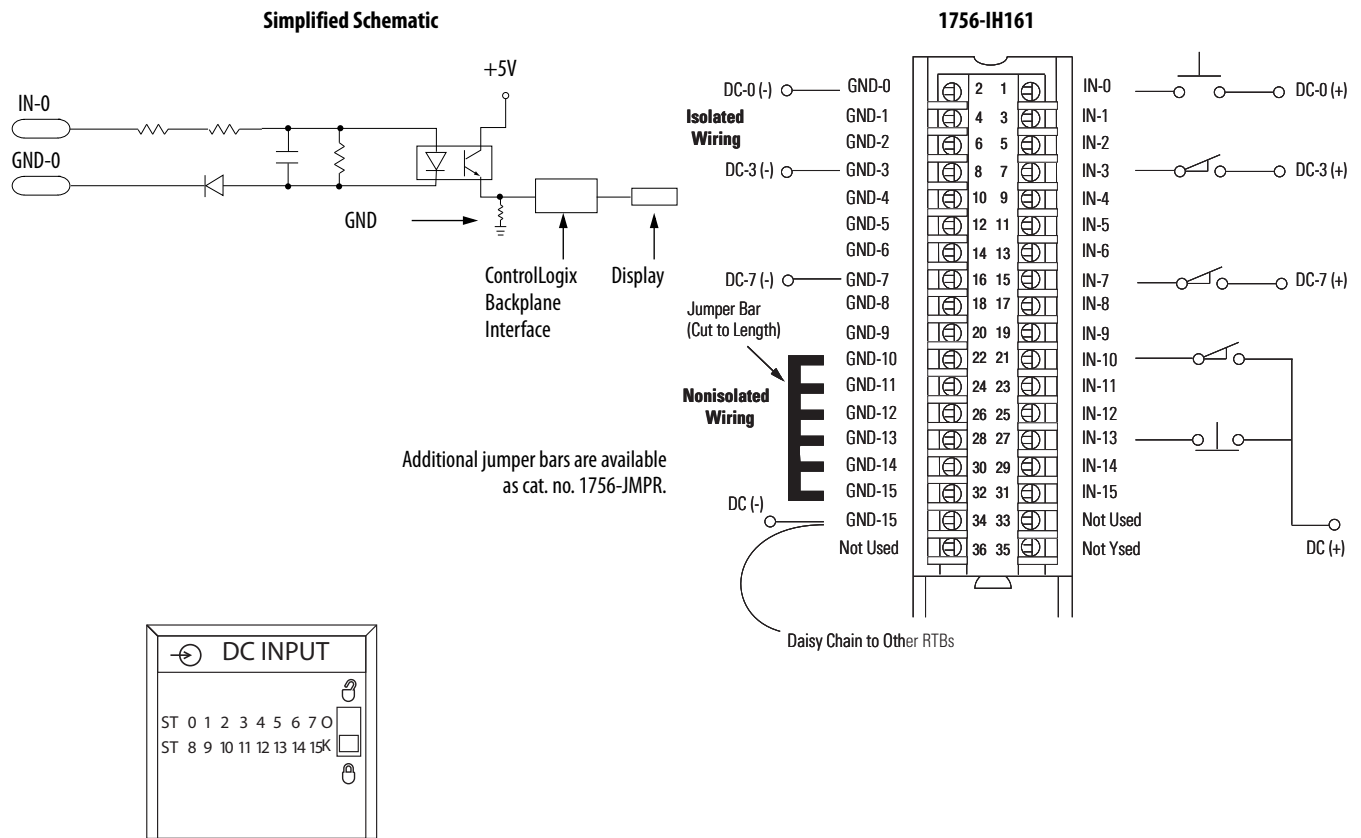 Simplified Schematic
+5V
IN-0
GND-0
GND
ControlLogix
Backplane
Interface
Display
1756-IH161
DC-0 (-) GND-0 2 1 IN-0 DC-0 (+)
Isolated
Wiring
GND-1 4 3 IN-1
GND-2 6 5 IN-2
DC-3 (-) GND-3 8 7 IN-3 DC-3 (+)
GND-4 10 9 IN-4
GND-5 12 11 IN-5
GND-6 14 13 IN-6
DC-7 (-) GND-7 16 15 IN-7 DC-7 (+)
GND-8 18 17 IN-8
Jumper Bar
(Cut to Length)
GND-9 20 19 IN-9
GND-10 22 21 IN-10
GND-11 24 23 IN-11
Nonisolated
Wiring
GND-12 26 25 IN-12
GND-13 28 27 IN-13
GND-14 30 29 IN-14
GND-15 32 31 IN-15
DC (-) GND-15 34 33 Not Used
Not Used 36 35 Not Ysed DC (+)
Additional jumper bars are available
as cat. no. 1756-JMPR.
Daisy Chain to Other RTBs
DC INPUT
ST 0 1 2 3 4 5 6 7 O
ST 8 9 10 11 12 13 14 15 K